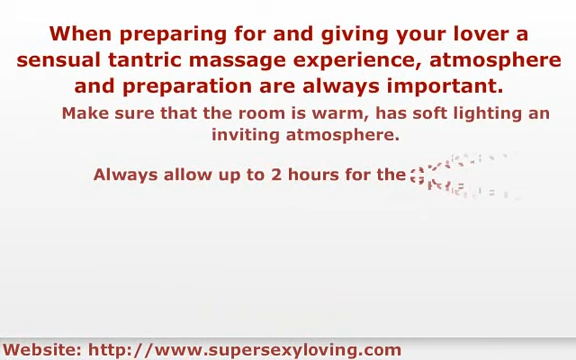 When preparing for and giving your lover a
sensual tantric massage experience, atmosphere
and preparation are always important.
Make sure that the room is warm, has soft lighting an
inviting atmosphere.
Always allow up to 2 hours for the
Website: http://www.supersexyloving.com